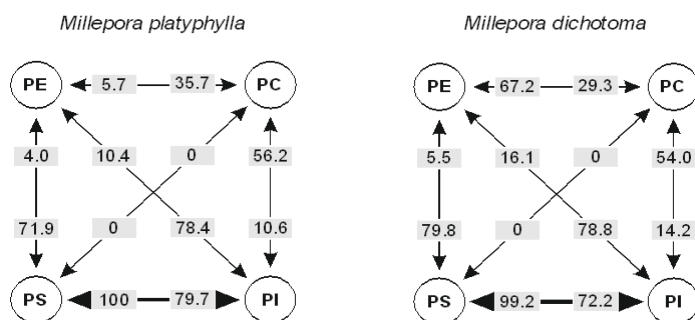 Millepora platyphylla Millepora dichotoma
PE 5.7 35.7 PC PE 67.2 29.3 PC
4.0 10.4 0 56.2 5.5 16.1 0 54.0
71.9 0 78.4 10.6 79.8 0 78.8 14.2
PS 100 79.7 PI PS 99.2 72.2 PI